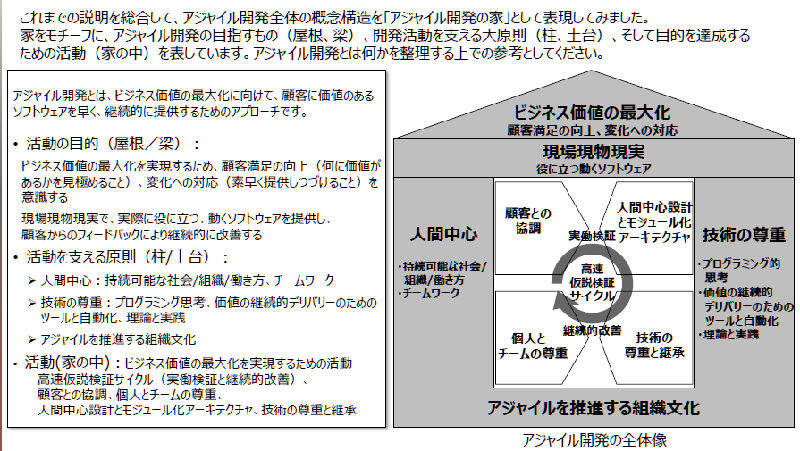 これまでの説明を総合して、アジャイル開発全体の概念構造を「アジャイル開発の家」として表現してみました。
家をモチーフに、アジャイル開発の目指すもの（屋根、梁）、開発活動を支える大原則（柱、土台）、そして目的を達成する
ための活動（家の中）を表しています。アジャイル開発とは何かを整理する上での参考としてください。
アジャイル開発とは、ビジネス価値の最大化に向けて、顧客に価値のある
ソフトウェアを早く、継続的に提供するためのアプローチです。
• 活動の目的（屋根／梁）：
ビジネス価値の最大化を実現するため、顧客満足の向上（何に価値が
あるかを見極めること）、変化への対応（素早く提供しつづけること）を
意識する
現場現物現実で、実際に役に立つ、動くソフトウェアを提供し、
顧客からのフィードバックにより継続的に改善する
• 活動を支える原則（柱/土台）：
➢ 人間中心：持続可能な社会/組織/働き方、チームワーク
➢ 技術の尊重：プログラミング思考、価値の継続的デリバリーのための
ツールと自動化、理論と実践
➢ アジャイルを推進する組織文化
- 活動(家の中)：ビジネス価値の最大化を実現するための活動
高速仮説検証サイクル（実働検証と継続的改善）、
顧客との協調、個人とチームの尊重、
人間中心設計とモジュール化アーキテクチャ、技術の尊重と継承
ビジネス価値の最大化
顧客満足の向上、変化への対応
現場現物現実
役に立つ動くソフトウェア
人間中心
・持続可能な社会/
組織/働き方
・チームワーク
顧客との
協調
実働検証
人間中心設計
とモジュール化
アーキテクチャ
高速
仮説検証
サイクル
個人と
チームの尊重
継続的改善
技術の
尊重と継承
技術の尊重
・プログラミング的
思考
・価値の継続的
デリバリーのための
ツールと自動化
・理論と実践
アジャイルを推進する組織文化
アジャイル開発の全体像